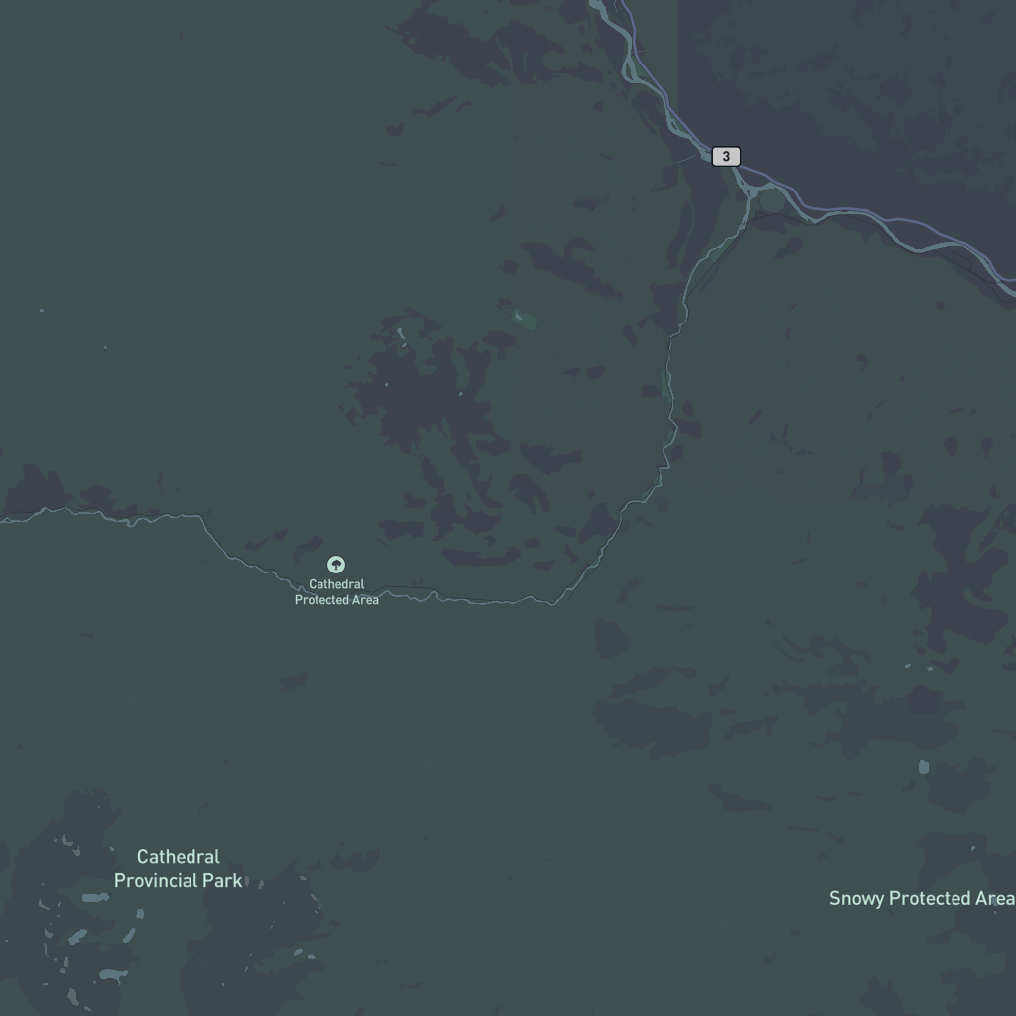 3
Cathedral
Protected Area
Cathedral
Provincial Park
Snowy Protected Area